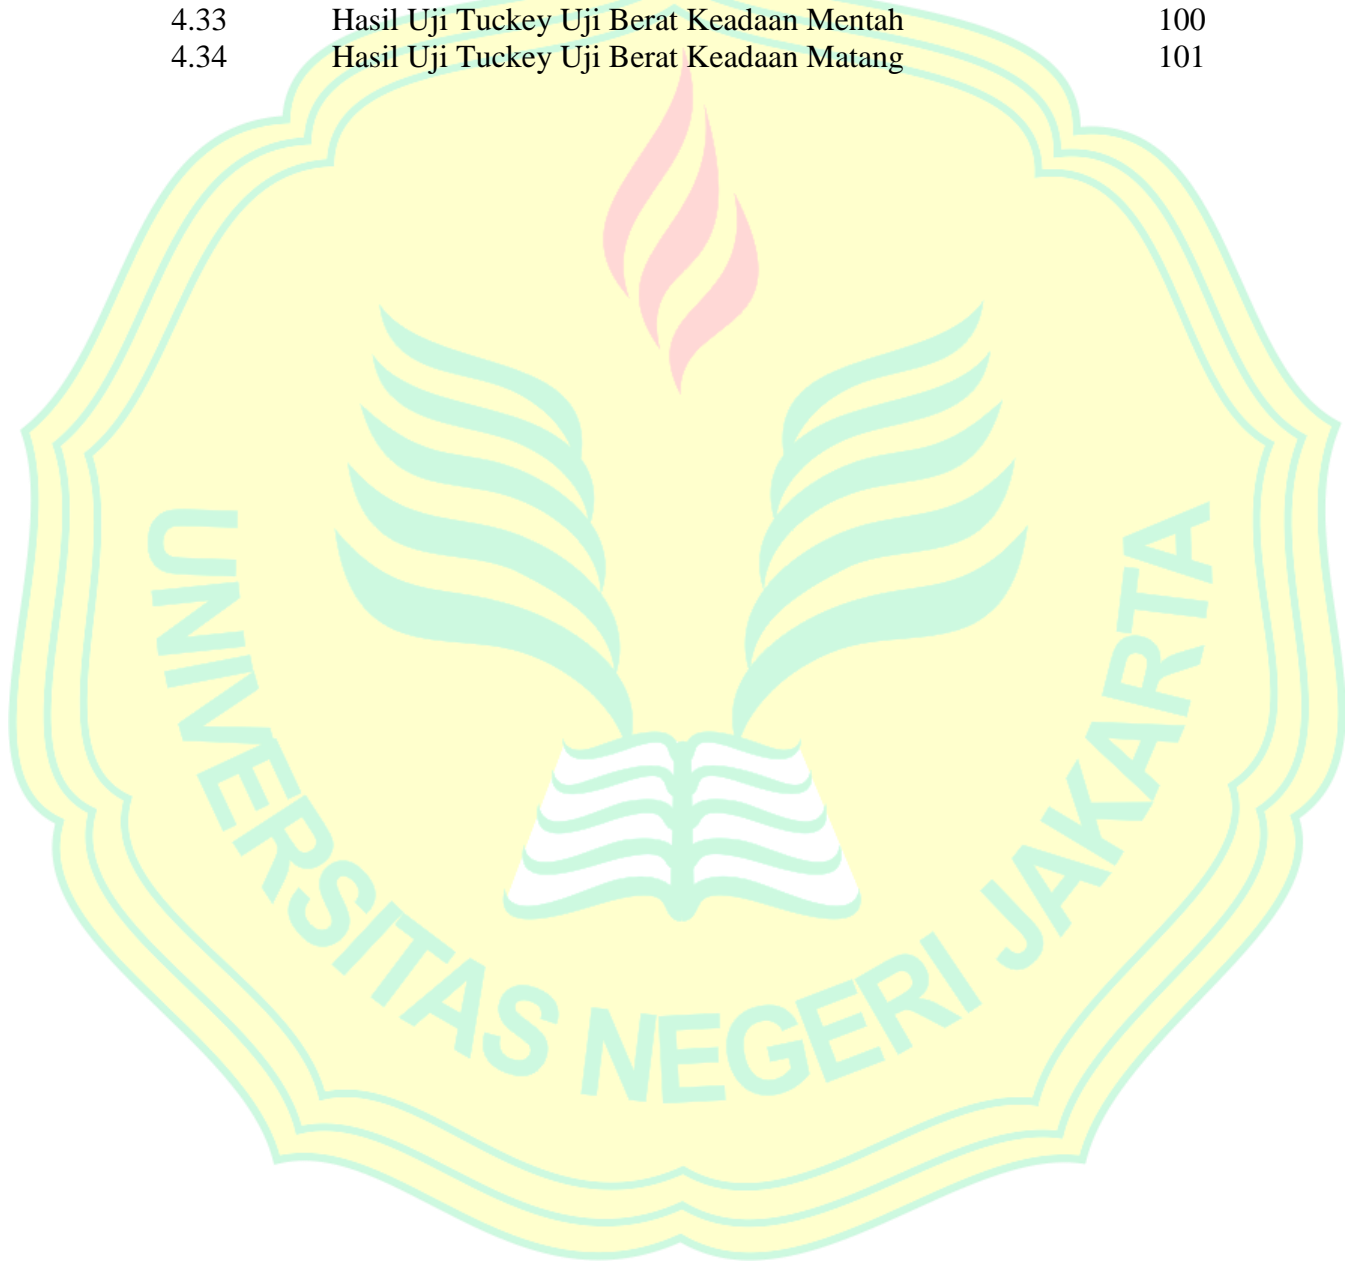 4.33 Hasil Uji Tuckey Uji Berat Keadaan Mentah 100
4.34 Hasil Uji Tuckey Uji Berat Keadaan Matang 101
UNIVERSITAS NEGERI JAKARTA